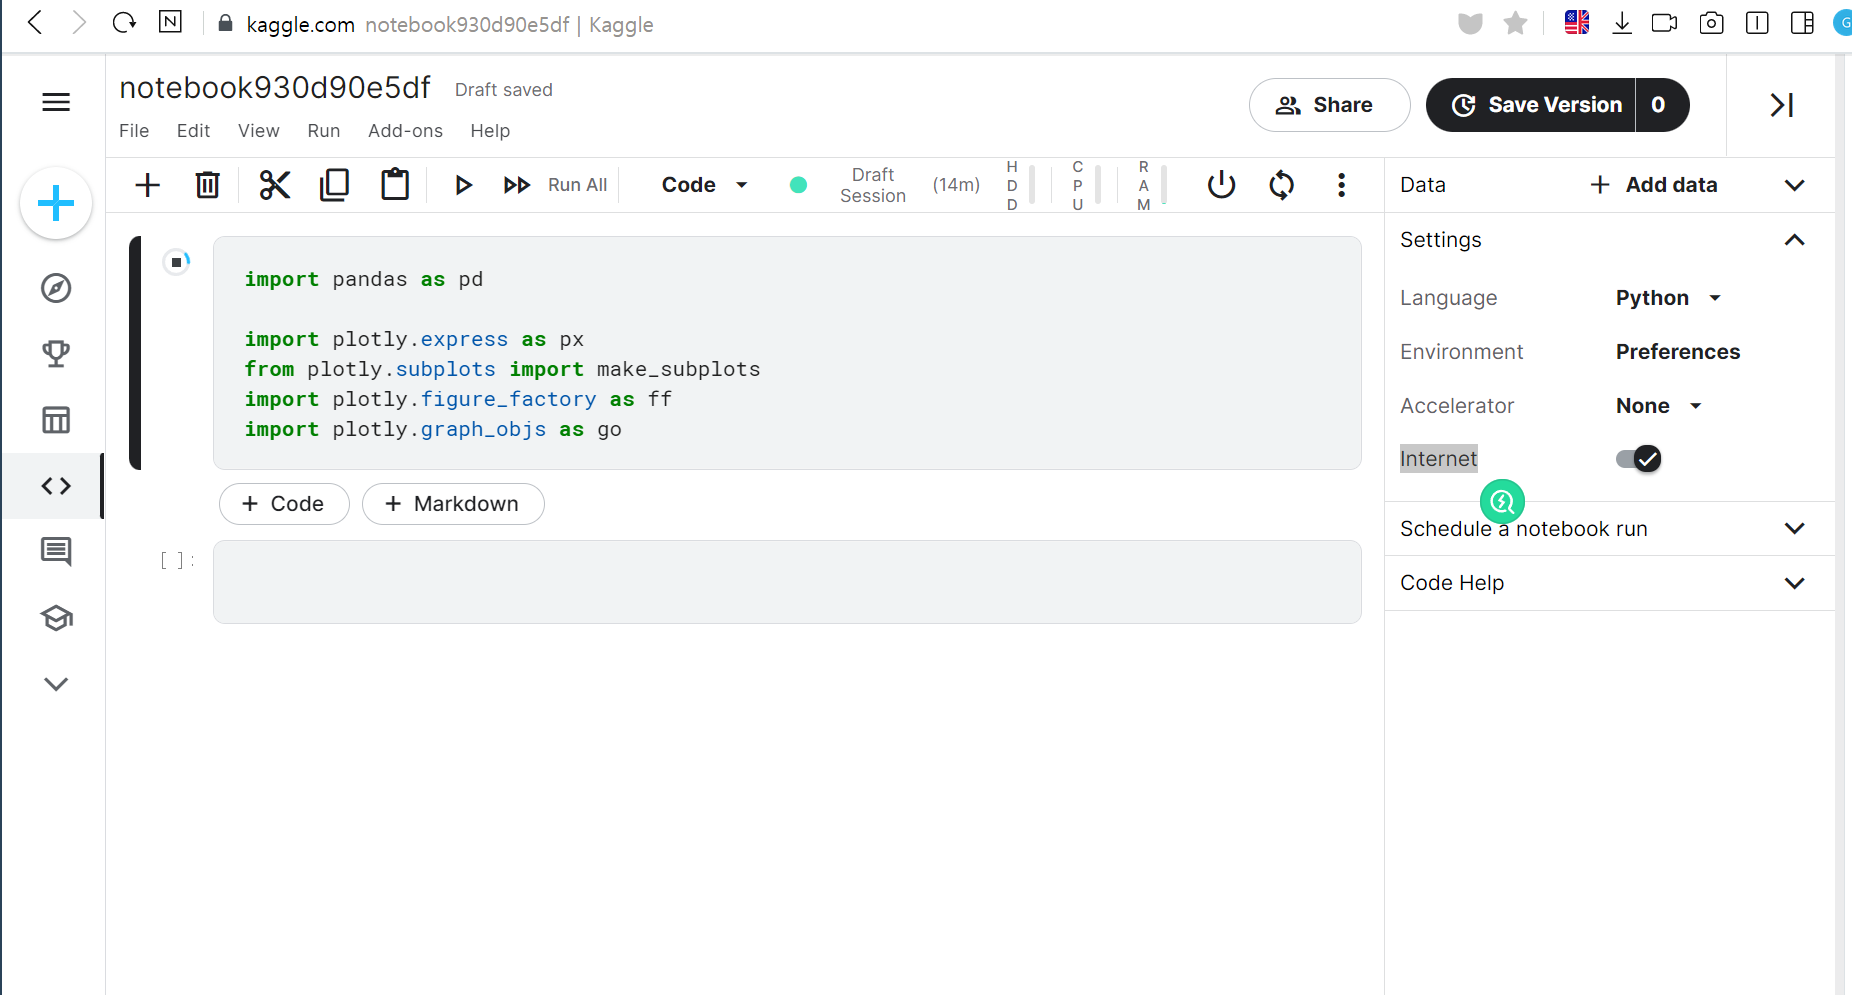 N
kaggle.com notebook930d90e5df | Kaggle
G
notebook930d90e5df Draft saved
File Edit View Run Add-ons Help
Share
Save Version 0
Run All Code
Draft Session (14m)
HDD
CPU
RAM
Data + Add data
Settings
Language Python
Environment Preferences
Accelerator None
Internet
Schedule a notebook run
Code Help
import pandas as pd
import plotly.express as px
from plotly.subplots import make_subplots
import plotly.figure_factory as ff
import plotly.graph_objs as go
+ Code + Markdown
[ ]: